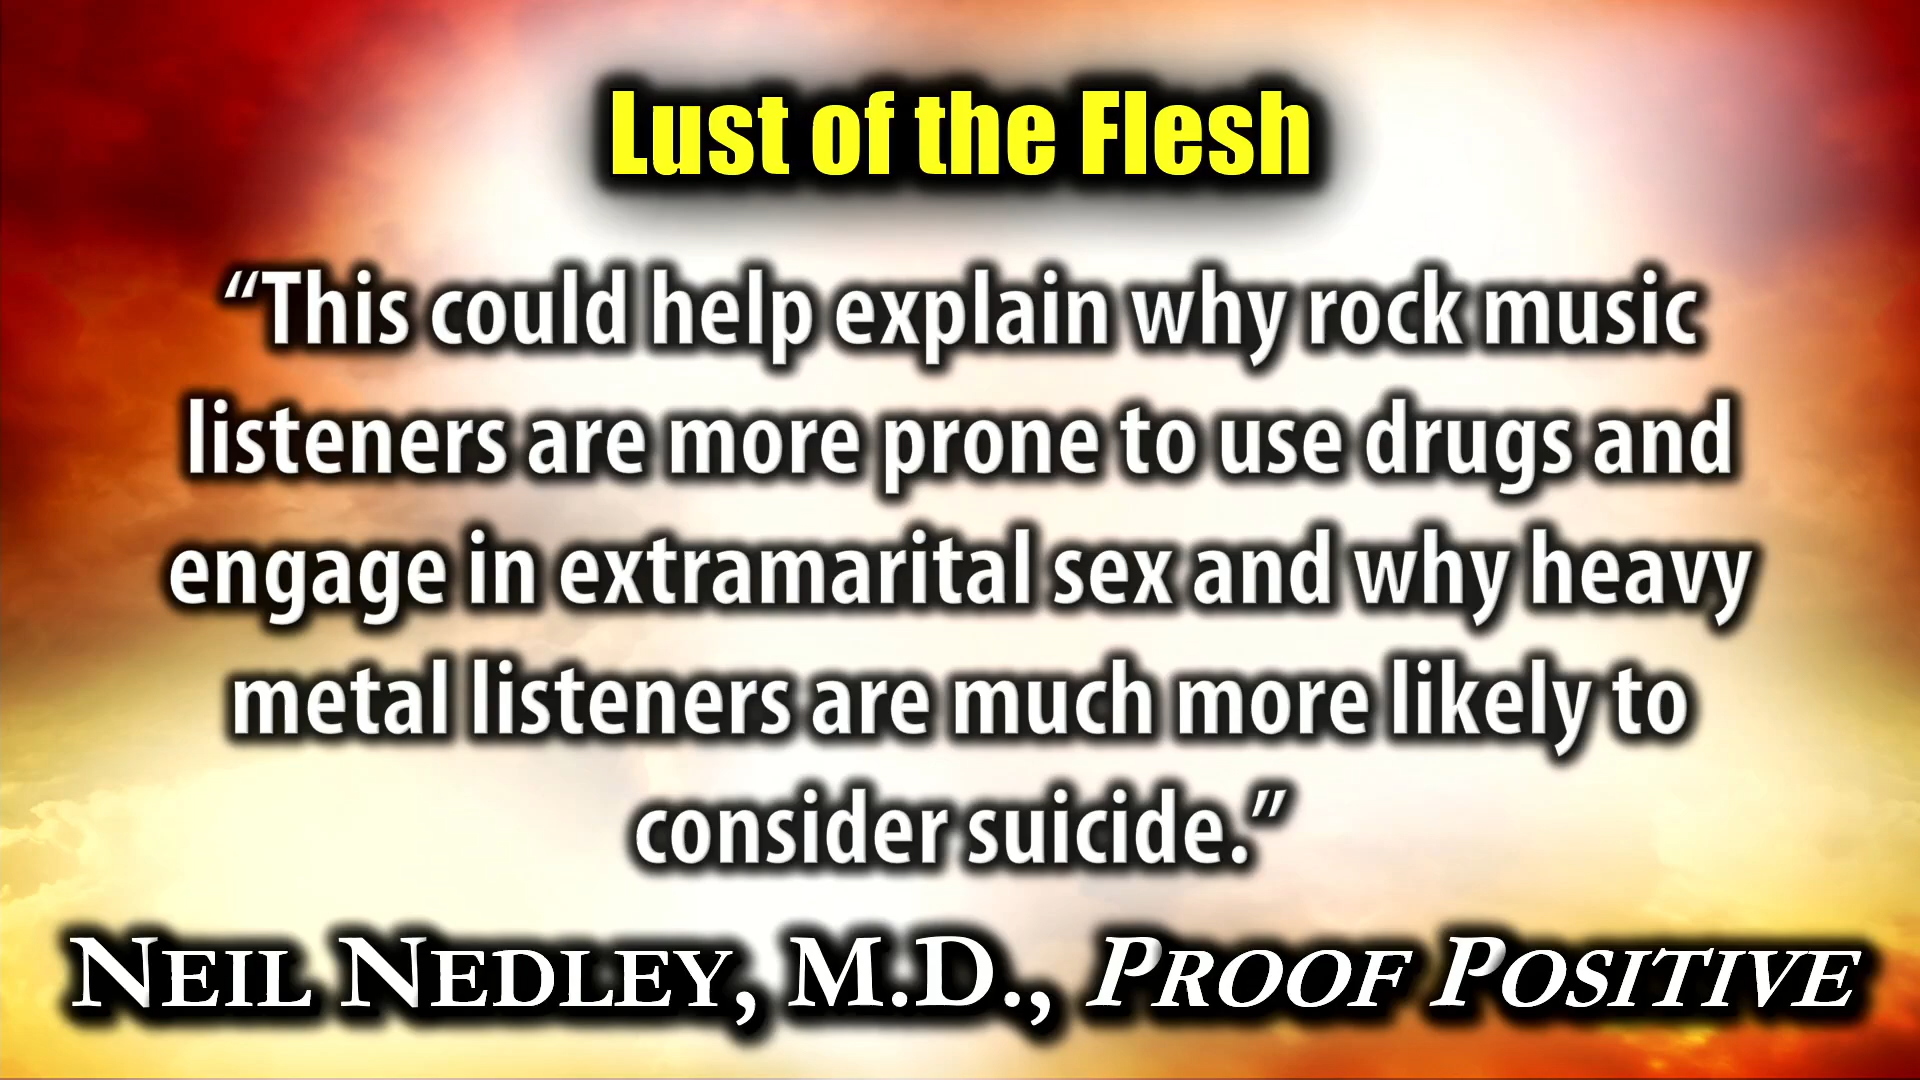 Lust of the Flesh
“This could help explain why rock music
listeners are more prone to use drugs and
engage in extramarital sex and why heavy
metal listeners are much more likely to
consider suicide.”
NEIL NEDLEY, M.D., PROOF POSITIVE